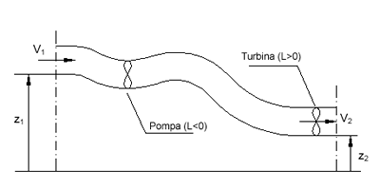 Turbina (L>0)
V1
V2
z1
Pompa (L<0)
z2